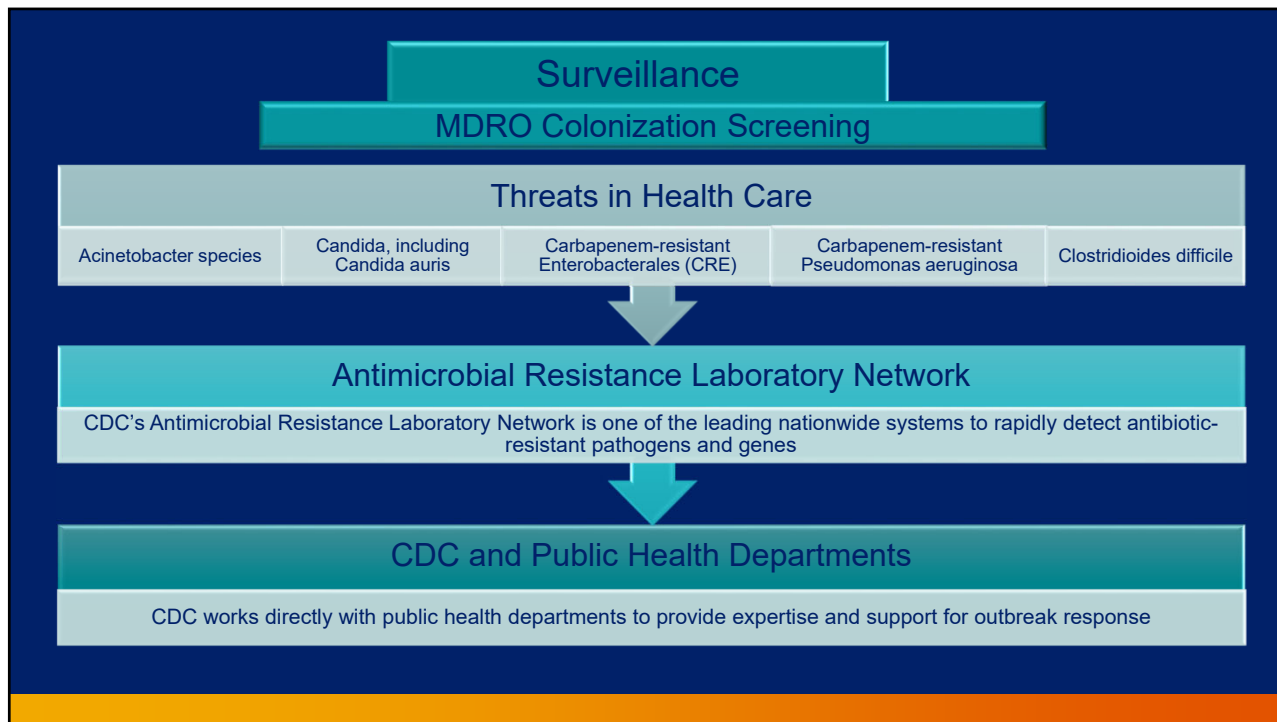 Surveillance
MDRO Colonization Screening
Threats in Health Care
Acinetobacter species
Candida, including
Candida auris
Carbapenem-resistant
Enterobacterales (CRE)
Carbapenem-resistant
Pseudomonas aeruginosa
Clostridioides difficile
Antimicrobial Resistance Laboratory Network
CDC’s Antimicrobial Resistance Laboratory Network is one of the leading nationwide systems to rapidly detect antibiotic-
resistant pathogens and genes
CDC and Public Health Departments
CDC works directly with public health departments to provide expertise and support for outbreak response